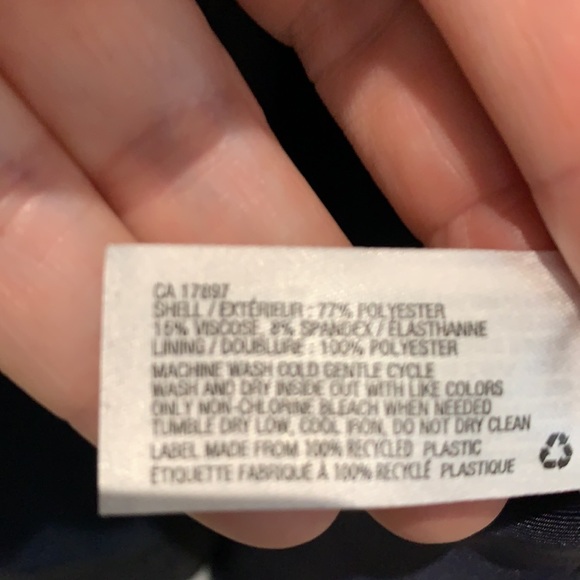 CA 17897
SHELL / EXTÉRIEUR : 77% POLYESTER
15% VISCOSE, 8% SPANDEX / ÉLASTHANNE
LINING / DOUBLURE : 100% POLYESTER
MACHINE WASH COLD GENTLE CYCLE
WASH AND DRY INSIDE OUT WITH LIKE COLORS
ONLY NON-CHLORINE BLEACH WHEN NEEDED
TUMBLE DRY LOW, COOL IRON, DO NOT DRY CLEAN
LABEL MADE FROM 100% RECYCLED PLASTIC
ÉTIQUETTE FABRIQUÉ À 100% RECYCLÉ PLASTIQUE